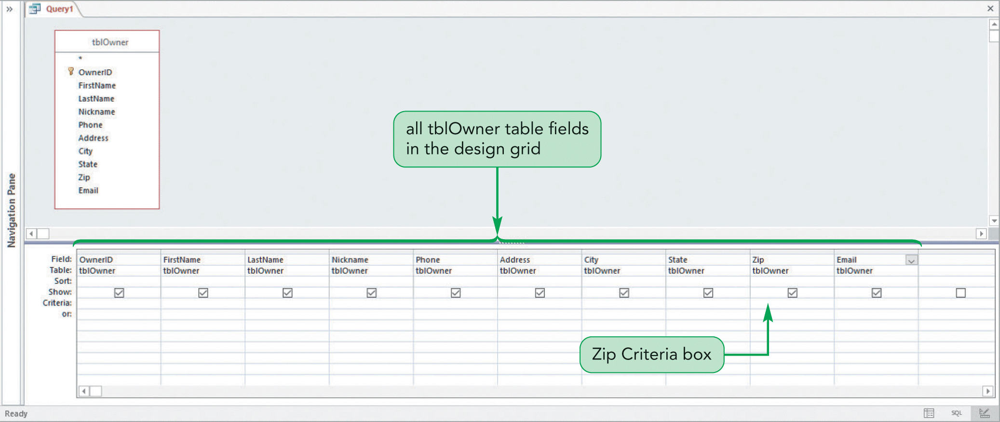 »
Query1
×
tblOwner
*
OwnerID
FirstName
LastName
Nickname
Phone
Address
City
State
Zip
Email
all tblOwner table fields
in the design grid
Navigation Pane
Field: OwnerID FirstName LastName Nickname Phone Address City State Zip Email
Table: tblOwner tblOwner tblOwner tblOwner tblOwner tblOwner tblOwner tblOwner tblOwner tblOwner
Sort:
Show:
Criteria:
or:
Zip Criteria box
Ready
SQL